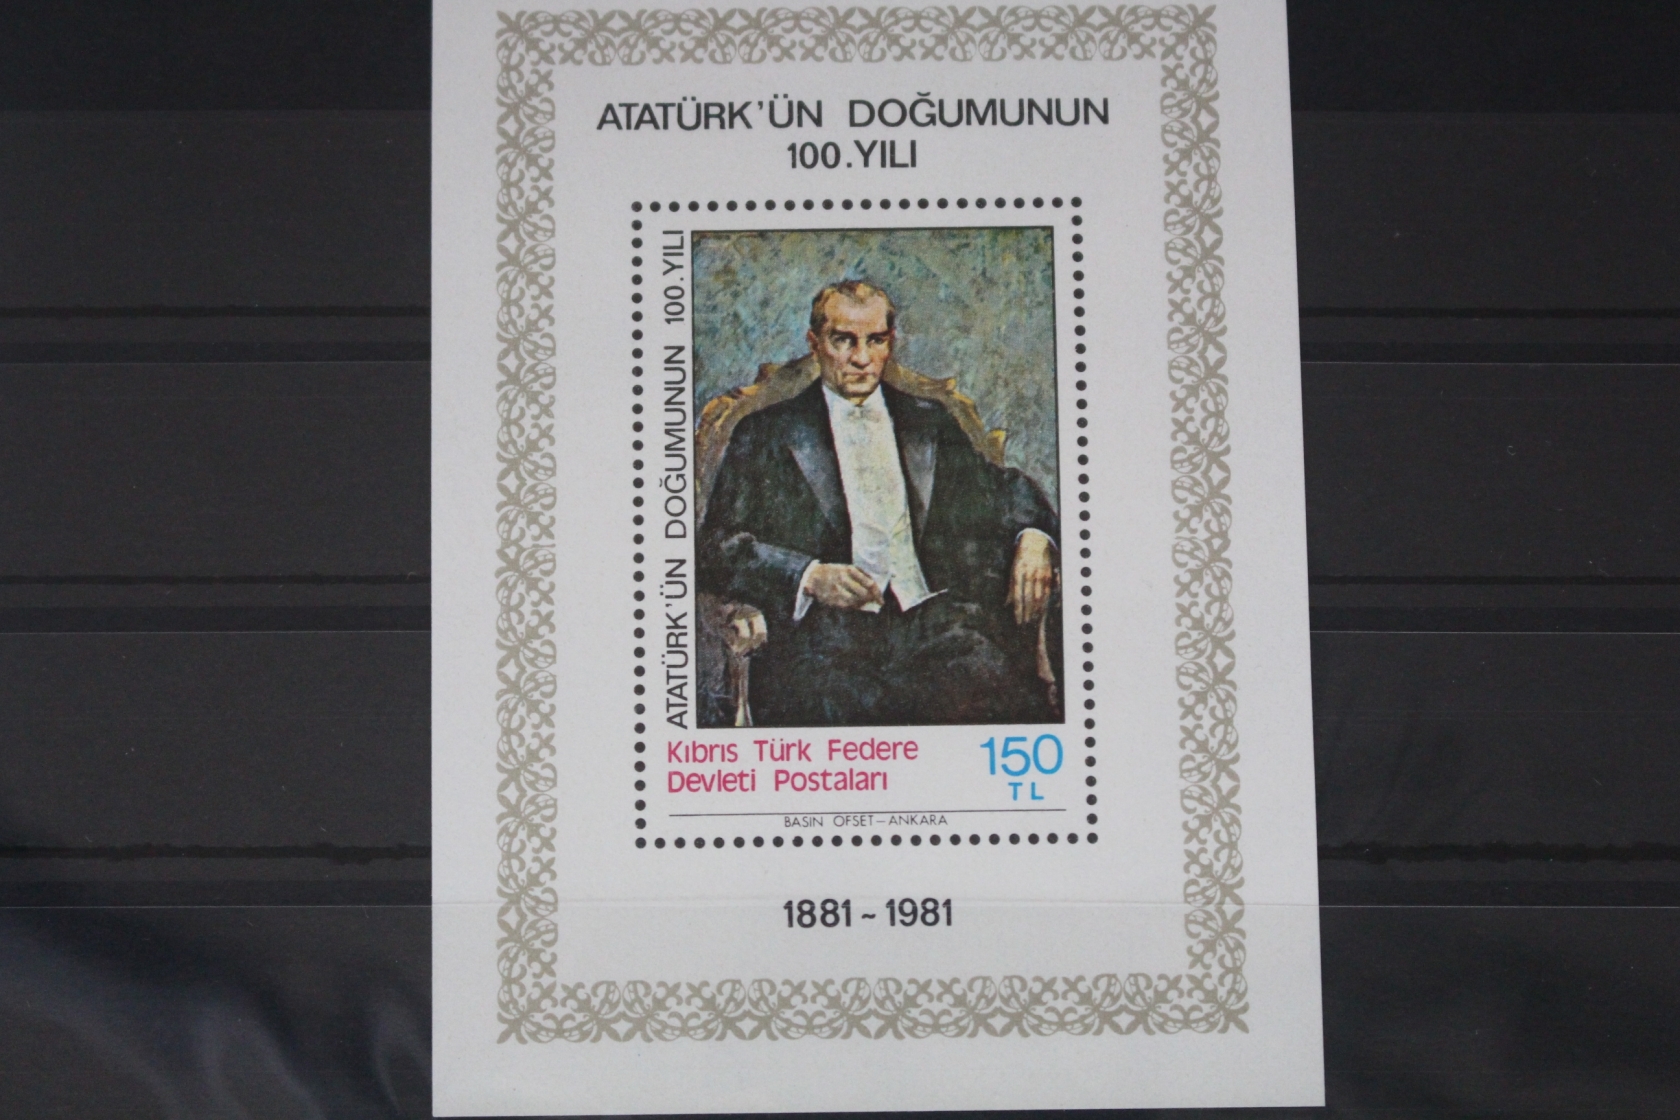 ATATÜRK'ÜN DOĞUMUNUN
100.YILI
ATATÜRK'ÜN DOĞUMUNUN 100.YILI
Kıbrıs Türk Federe
Devleti Postaları
150
TL
BASIN OFSET–ANKARA
1881~1981